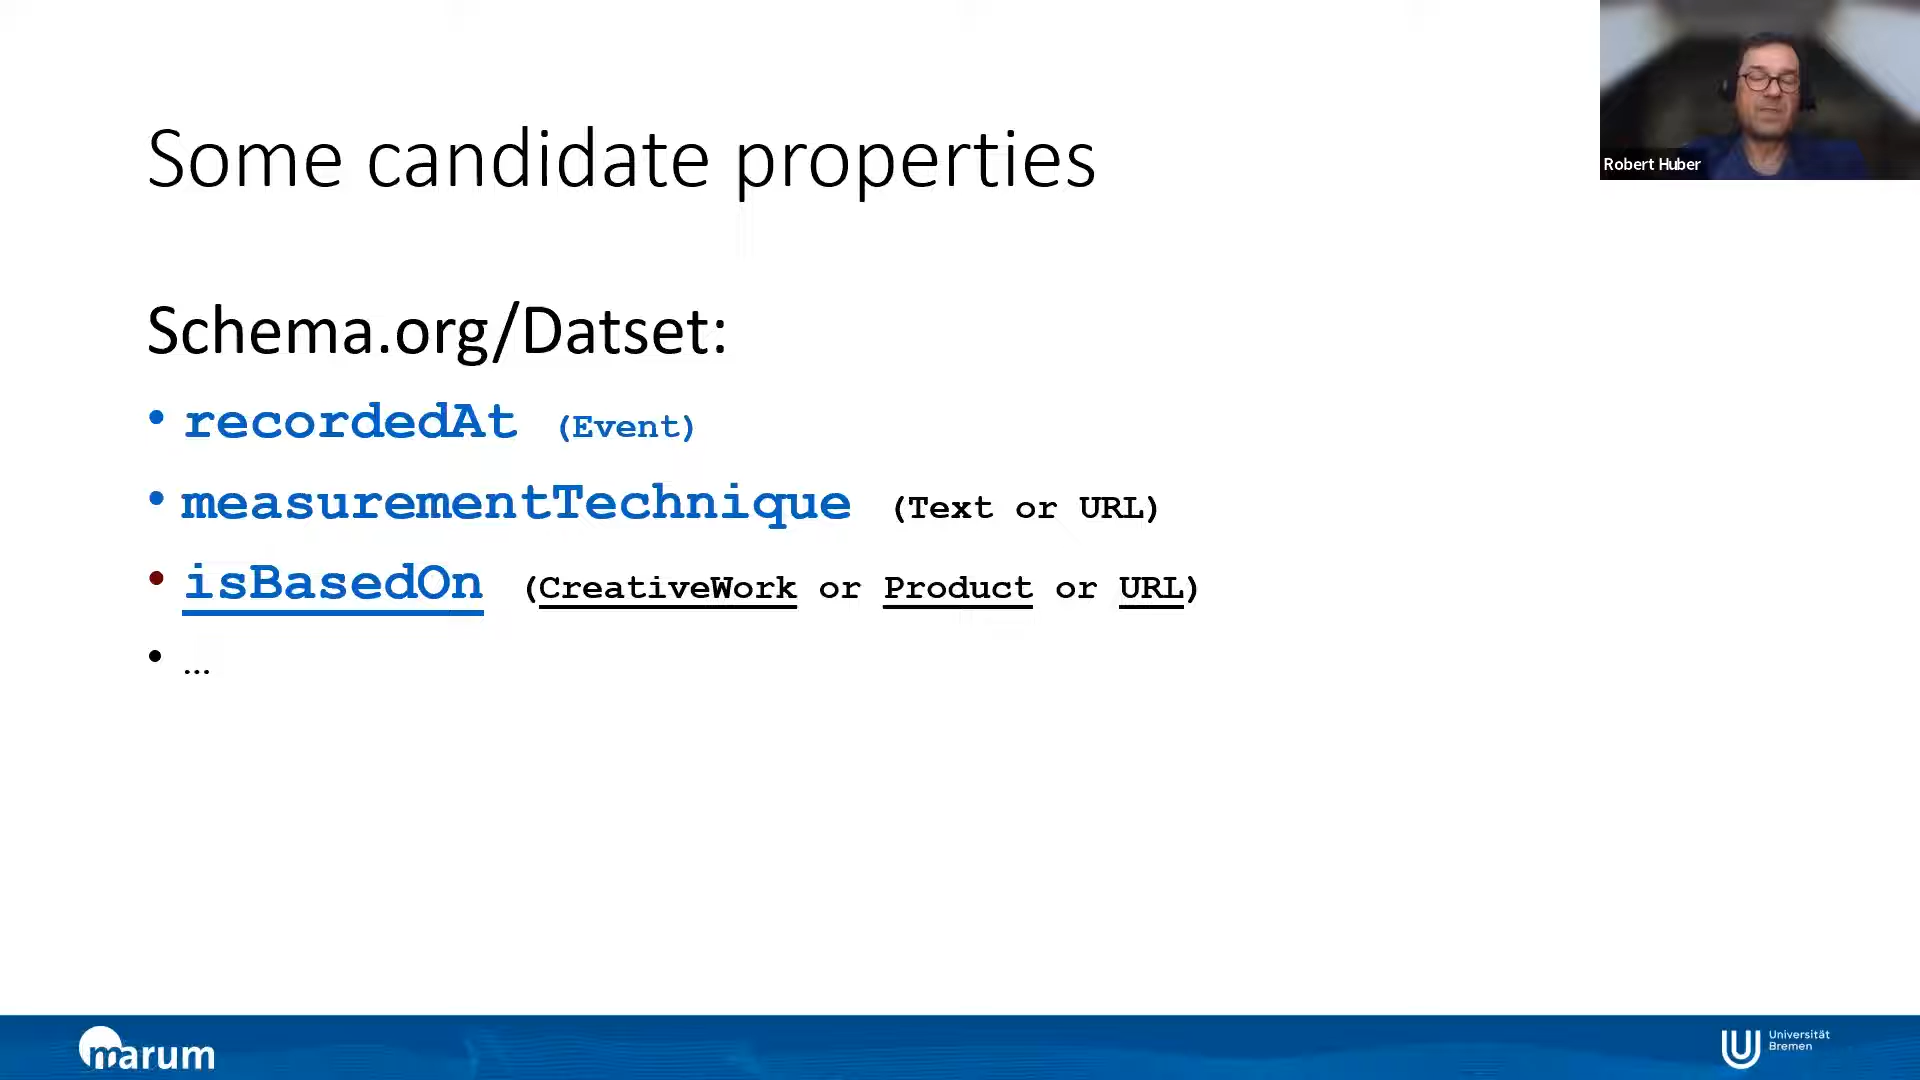 Some candidate properties
Robert Huber
Schema.org/Datset:
• recordedAt (Event)
• measurementTechnique (Text or URL)
• isBasedOn (CreativeWork or Product or URL)
• ...
marum
Universität
Bremen